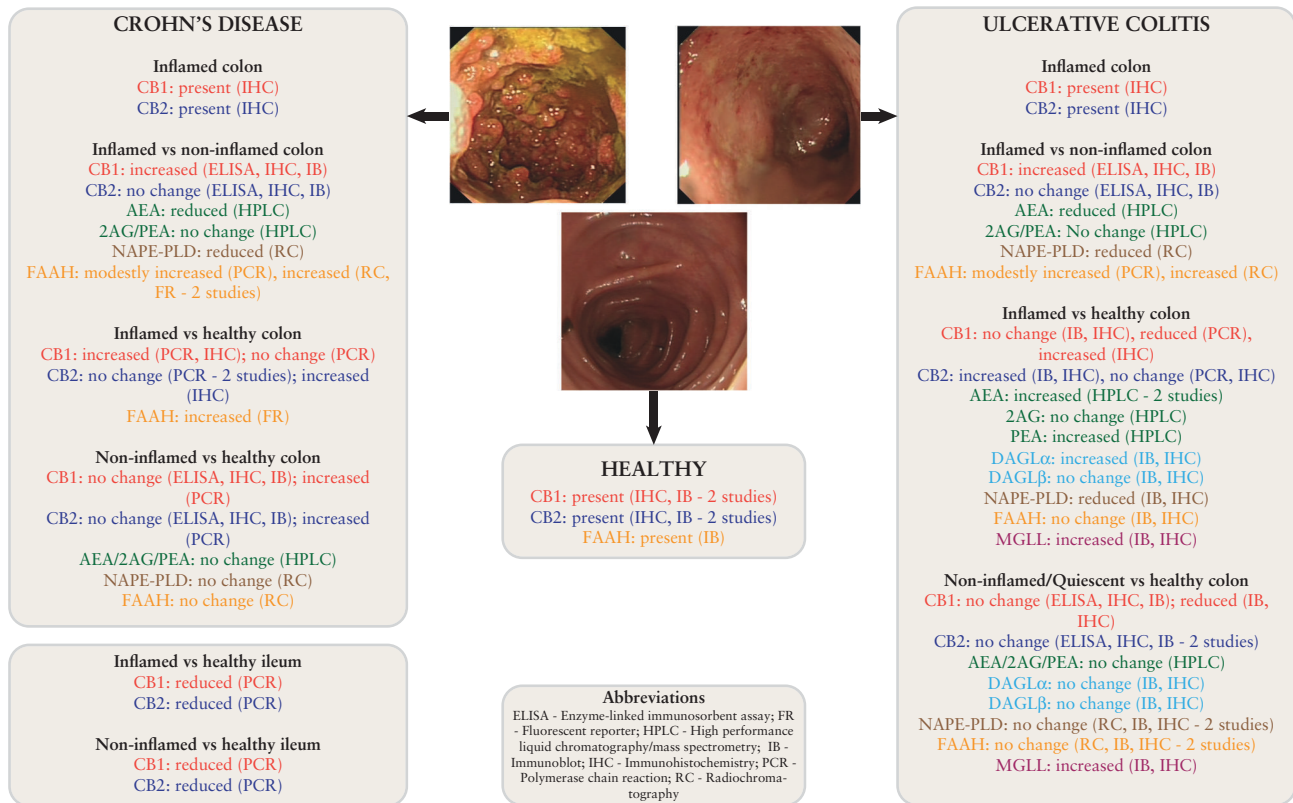 CROHN'S DISEASE
Inflamed colon
CB1: present (IHC)
CB2: present (IHC)
Inflamed vs non-inflamed colon
CB1: increased (ELISA, IHC, IB)
CB2: no change (ELISA, IHC, IB)
AEA: reduced (HPLC)
2AG/PEA: no change (HPLC)
NAPE-PLD: reduced (RC)
FAAH: modestly increased (PCR), increased (RC,
FR - 2 studies)
Inflamed vs healthy colon
CB1: increased (PCR, IHC); no change (PCR)
CB2: no change (PCR - 2 studies); increased
(IHC)
FAAH: increased (FR)
Non-inflamed vs healthy colon
CB1: no change (ELISA, IHC, IB); increased
(PCR)
CB2: no change (ELISA, IHC, IB); increased
(PCR)
AEA/2AG/PEA: no change (HPLC)
NAPE-PLD: no change (RC)
FAAH: no change (RC)
Inflamed vs healthy ileum
CB1: reduced (PCR)
CB2: reduced (PCR)
Non-inflamed vs healthy ileum
CB1: reduced (PCR)
CB2: reduced (PCR)
HEALTHY
CB1: present (IHC, IB - 2 studies)
CB2: present (IHC, IB - 2 studies)
FAAH: present (IB)
Abbreviations
ELISA - Enzyme-linked immunosorbent assay; FR
- Fluorescent reporter; HPLC - High performance
liquid chromatography/mass spectrometry; IB -
Immunoblot; IHC - Immunohistochemistry; PCR -
Polymerase chain reaction; RC - Radiochroma-
tography
ULCERATIVE COLITIS
Inflamed colon
CB1: present (IHC)
CB2: present (IHC)
Inflamed vs non-inflamed colon
CB1: increased (ELISA, IHC, IB)
CB2: no change (ELISA, IHC, IB)
AEA: reduced (HPLC)
2AG/PEA: No change (HPLC)
NAPE-PLD: reduced (RC)
FAAH: modestly increased (PCR), increased (RC)
Inflamed vs healthy colon
CB1: no change (IB, IHC), reduced (PCR),
increased (IHC)
CB2: increased (IB, IHC), no change (PCR, IHC)
AEA: increased (HPLC - 2 studies)
2AG: no change (HPLC)
PEA: increased (HPLC)
DAGLα: increased (IB, IHC)
DAGLβ: no change (IB, IHC)
NAPE-PLD: reduced (IB, IHC)
FAAH: no change (IB, IHC)
MGLL: increased (IB, IHC)
Non-inflamed/Quiescent vs healthy colon
CB1: no change (ELISA, IHC, IB); reduced (IB,
IHC)
CB2: no change (ELISA, IHC, IB - 2 studies)
AEA/2AG/PEA: no change (HPLC)
DAGLα: no change (IB, IHC)
DAGLβ: no change (IB, IHC)
NAPE-PLD: no change (RC, IB, IHC - 2 studies)
FAAH: no change (RC, IB, IHC - 2 studies)
MGLL: increased (IB, IHC)